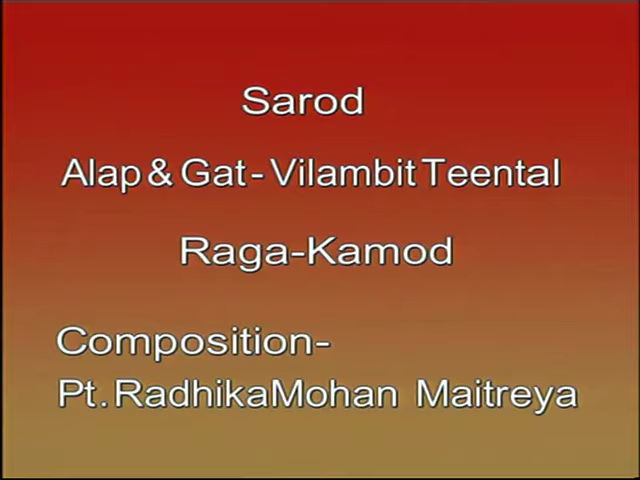 Sarod
Alap & Gat - Vilambit Teental
Raga-Kamod
Composition-
Pt. RadhikaMohan Maitreya